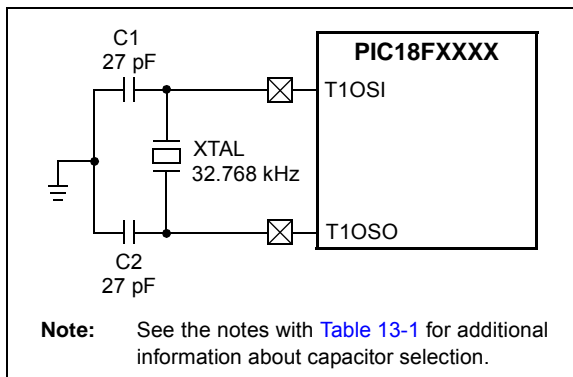 C1
27 pF
PIC18FXXXX
T1OSI
XTAL
32.768 kHz
T1OSO
C2
27 pF
Note: See the notes with Table 13-1 for additional
information about capacitor selection.